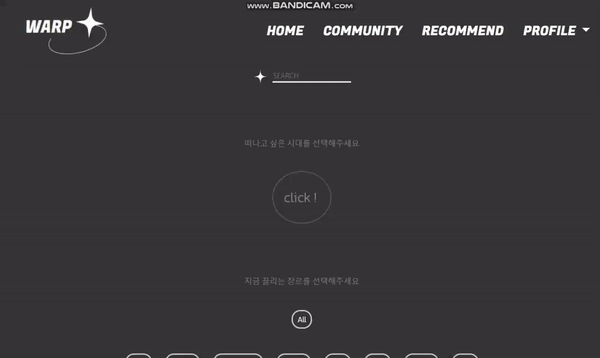 www.BANDICAM.com
WARP
HOME
COMMUNITY
RECOMMEND
PROFILE
SEARCH
떠나고 싶은 시대를 선택해주세요
click !
지금 끌리는 장르를 선택해주세요
All